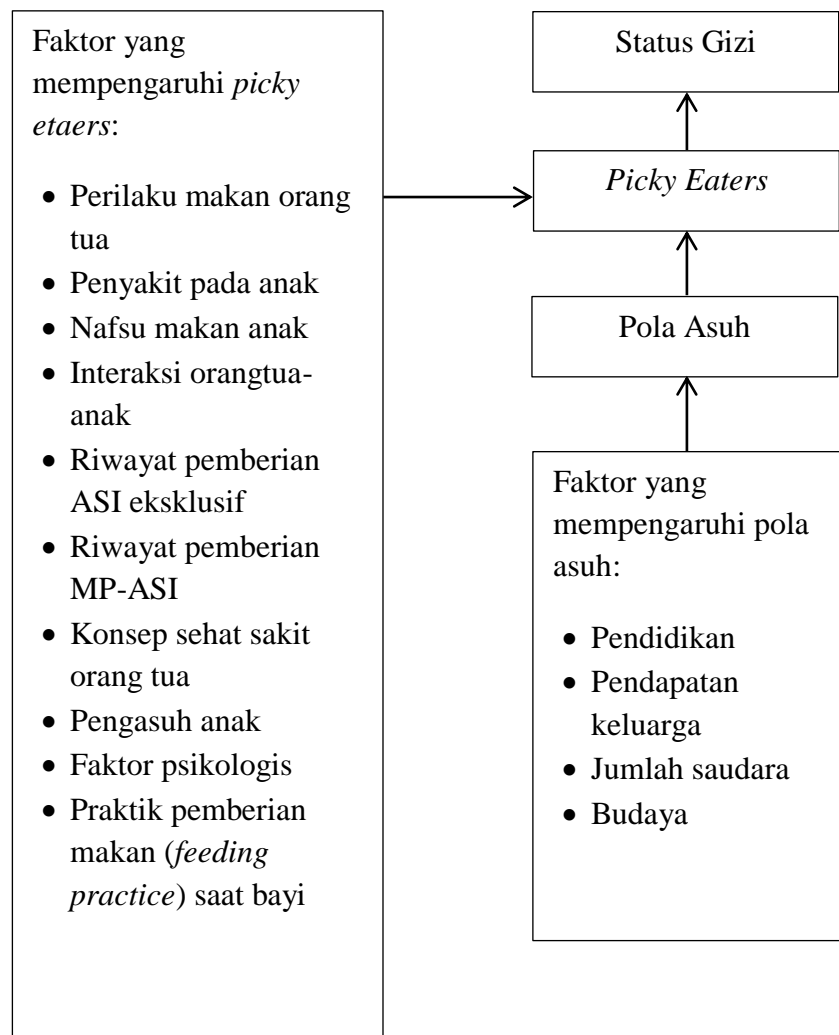 Faktor yang
mempengaruhi picky
etaers:
• Perilaku makan orang
tua
• Penyakit pada anak
• Nafsu makan anak
• Interaksi orangtua-
anak
• Riwayat pemberian
ASI eksklusif
• Riwayat pemberian
MP-ASI
• Konsep sehat sakit
orang tua
• Pengasuh anak
• Faktor psikologis
• Praktik pemberian
makan (feeding
practice) saat bayi
Status Gizi
Picky Eaters
Pola Asuh
Faktor yang
mempengaruhi pola
asuh:
• Pendidikan
• Pendapatan
keluarga
• Jumlah saudara
• Budaya